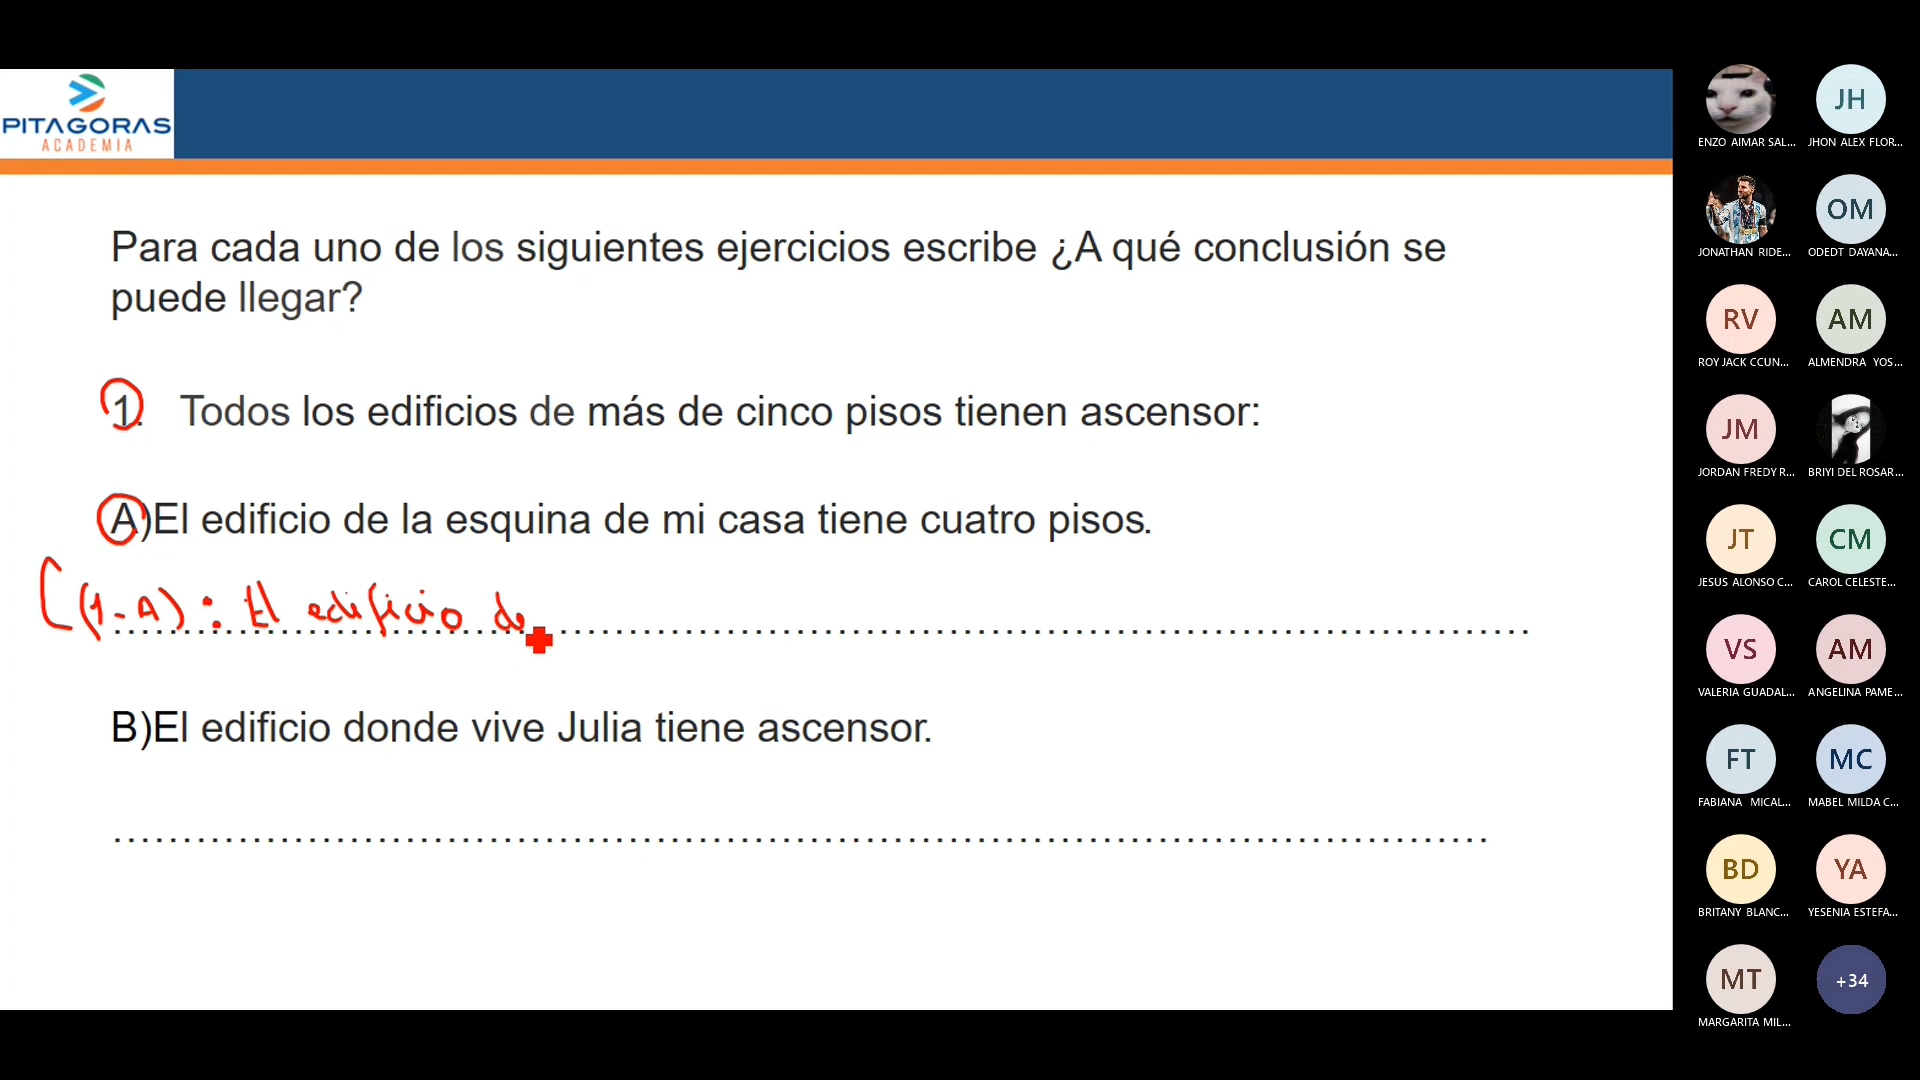 PITAGORAS
ACADEMIA
Para cada uno de los siguientes ejercicios escribe ¿A qué conclusión se
puede llegar?
1. Todos los edificios de más de cinco pisos tienen ascensor:
A)El edificio de la esquina de mi casa tiene cuatro pisos.
(1-A): El edificio de
B)El edificio donde vive Julia tiene ascensor.
JH
ENZO AIMAR SAL... JHON ALEX FLOR...
OM
JONATHAN RIDE... ODEDT DAYANA...
RV AM
ROY JACK CCUN... ALMENDRA YOS...
JM
JORDAN FREDY R... BRIYI DEL ROSAR...
JT CM
JESUS ALONSO C... CAROL CELESTE...
VS AM
VALERIA GUADAL... ANGELINA PAME...
FT MC
FABIANA MICAL... MABEL MILDA C...
BD YA
BRITANY BLANC... YESENIA ESTEFA...
MT +34
MARGARITA MIL...